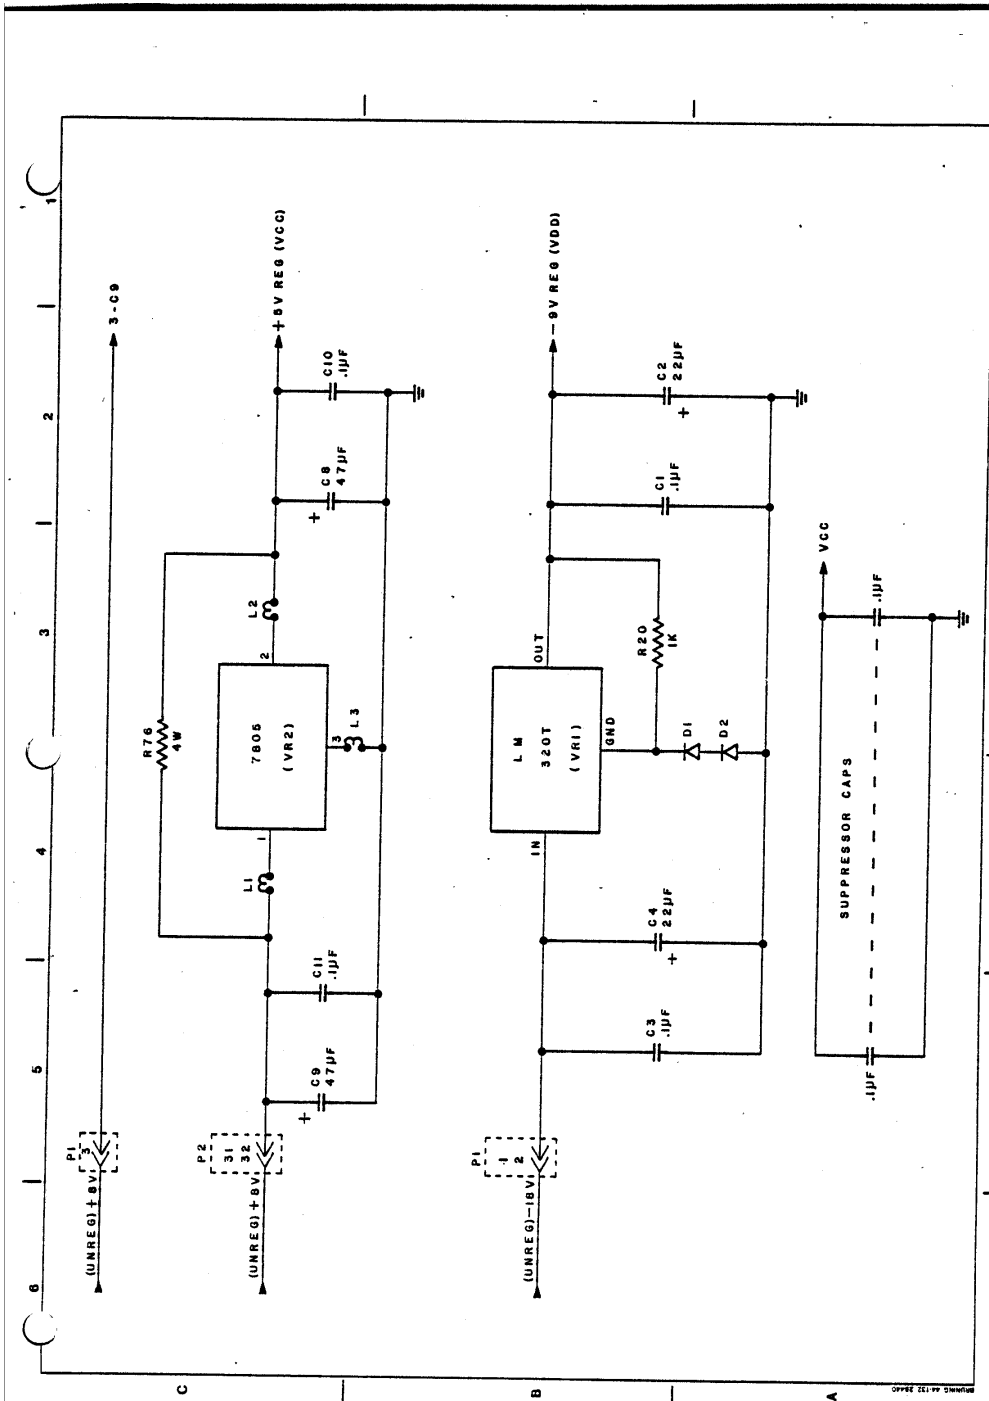 6
5
4
3
2
1
C
B
A
(UNREG)+8V
P1
3
3-C9
(UNREG)+8V
P2
31
32
C9
47µF
+
C11
.1µF
L1
R76
4W
1
7805
(VR2)
2
3
L3
L2
C8
47µF
+
C10
.1µF
+5V REG (VCC)
(UNREG)-18V
P1
1
2
C3
.1µF
C4
22µF
+
IN
LM
320T
(VR1)
OUT
GND
R20
1K
D1
D2
C1
.1µF
C2
22µF
+
-9V REG (VDD)
SUPPRESSOR CAPS
.1µF
.1µF
VCC
BRUNING 44-132